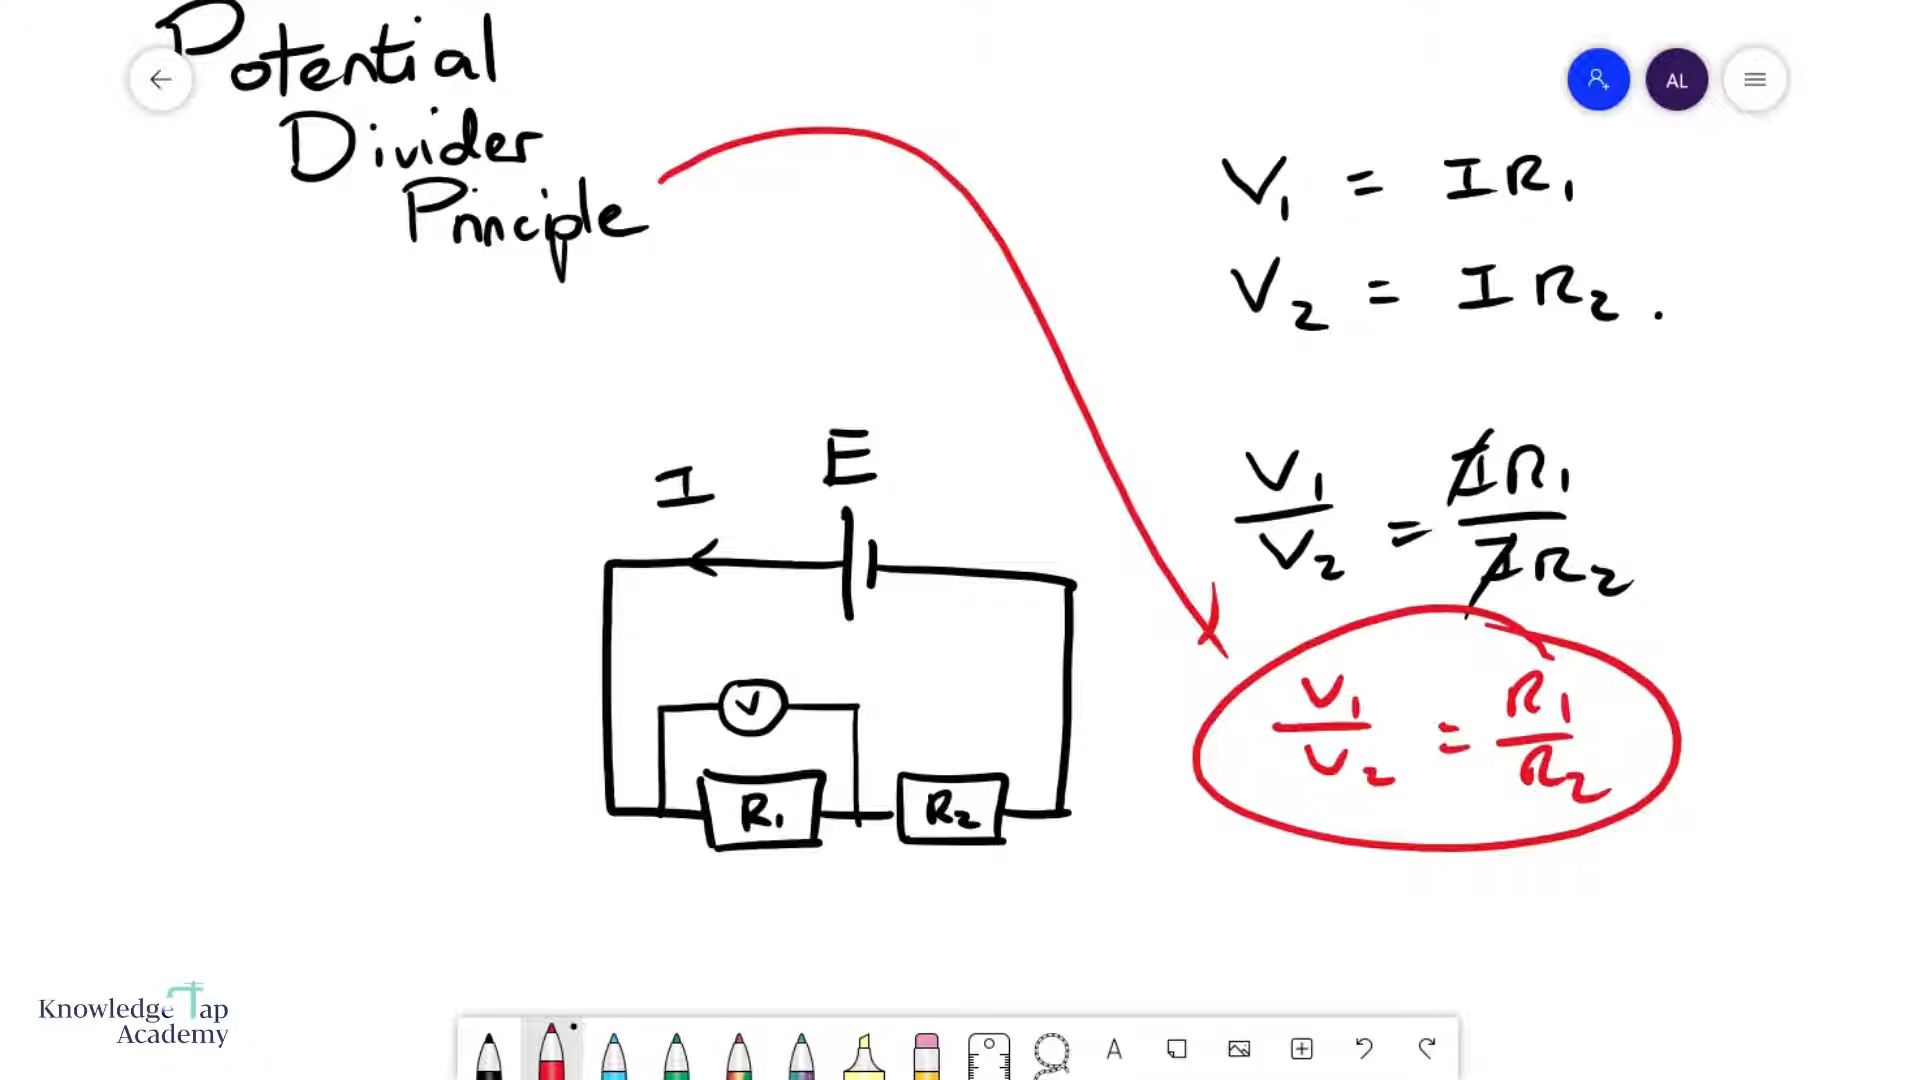 Potential
Divider
Principle
AL
V₁ = IR₁
V₂ = IR₂.
V₁/V₂ = IR₁/IR₂
V₁/V₂ = R₁/R₂
E
I
V
R₁ R₂
Knowledge Tap
Academy
A